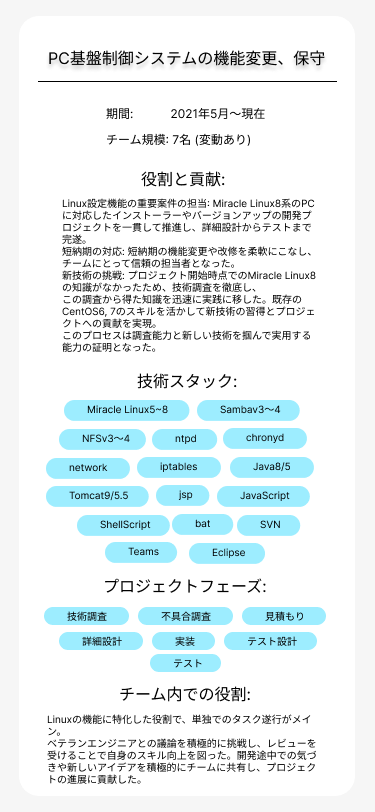 PC基盤制御システムの機能変更、保守
期間: 2021年5月〜現在
チーム規模: 7名 (変動あり)
役割と貢献:
Linux設定機能の重要案件の担当: Miracle Linux8系のPC
に対応したインストーラーやバージョンアップの開発プ
ロジェクトを一貫して推進し、詳細設計からテストまで
完遂。
短納期の対応: 短納期の機能変更や改修を柔軟にこなし、
チームにとって信頼の担当者となった。
新技術の挑戦: プロジェクト開始時点でのMiracle Linux8
の知識がなかったため、技術調査を徹底し、
この調査から得た知識を迅速に実践に移した。既存の
CentOS6, 7のスキルを活かして新技術の習得とプロジェ
クトへの貢献を実現。
このプロセスは調査能力と新しい技術を掴んで実用する
能力の証明となった。
技術スタック:
Miracle Linux5~8 Sambav3〜4
NFSv3〜4 ntpd chronyd
network iptables Java8/5
Tomcat9/5.5 jsp JavaScript
ShellScript bat SVN
Teams Eclipse
プロジェクトフェーズ:
技術調査 不具合調査 見積もり
詳細設計 実装 テスト設計
テスト
チーム内での役割:
Linuxの機能に特化した役割で、単独でのタスク遂行がメイ
ン。
ベテランエンジニアとの議論を積極的に挑戦し、レビューを
受けることで自身のスキル向上を図った。開発途中での気づ
きや新しいアイデアを積極的にチームに共有し、プロジェク
トの進展に貢献した。